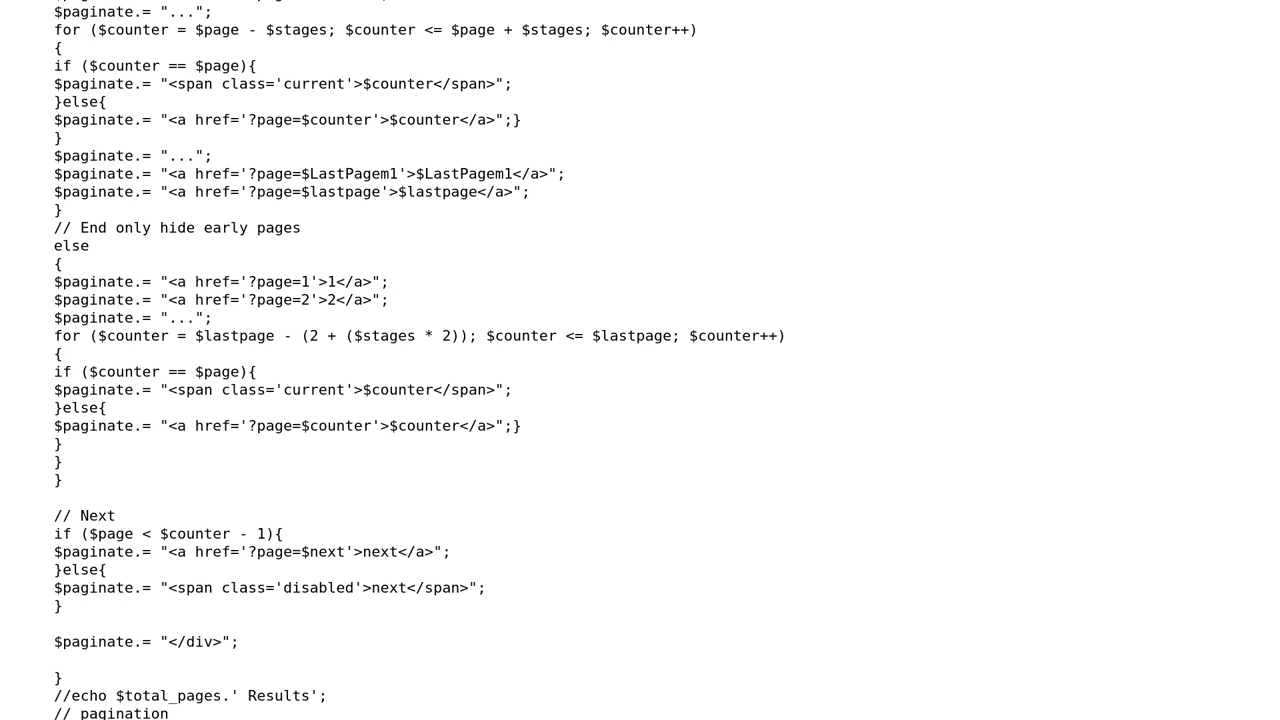 $paginate.= "...";
for ($counter = $page - $stages; $counter <= $page + $stages; $counter++)
{
if ($counter == $page){
$paginate.= "<span class='current'>$counter</span>";
}else{
$paginate.= "<a href='?page=$counter'>$counter</a>";}
}
$paginate.= "...";
$paginate.= "<a href='?page=$LastPagem1'>$LastPagem1</a>";
$paginate.= "<a href='?page=$lastpage'>$lastpage</a>";
}
// End only hide early pages
else
{
$paginate.= "<a href='?page=1'>1</a>";
$paginate.= "<a href='?page=2'>2</a>";
$paginate.= "...";
for ($counter = $lastpage - (2 + ($stages * 2)); $counter <= $lastpage; $counter++)
{
if ($counter == $page){
$paginate.= "<span class='current'>$counter</span>";
}else{
$paginate.= "<a href='?page=$counter'>$counter</a>";}
}
}
}

// Next
if ($page < $counter - 1){
$paginate.= "<a href='?page=$next'>next</a>";
}else{
$paginate.= "<span class='disabled'>next</span>";
}

$paginate.= "</div>";

}
//echo $total_pages.' Results';
// pagination